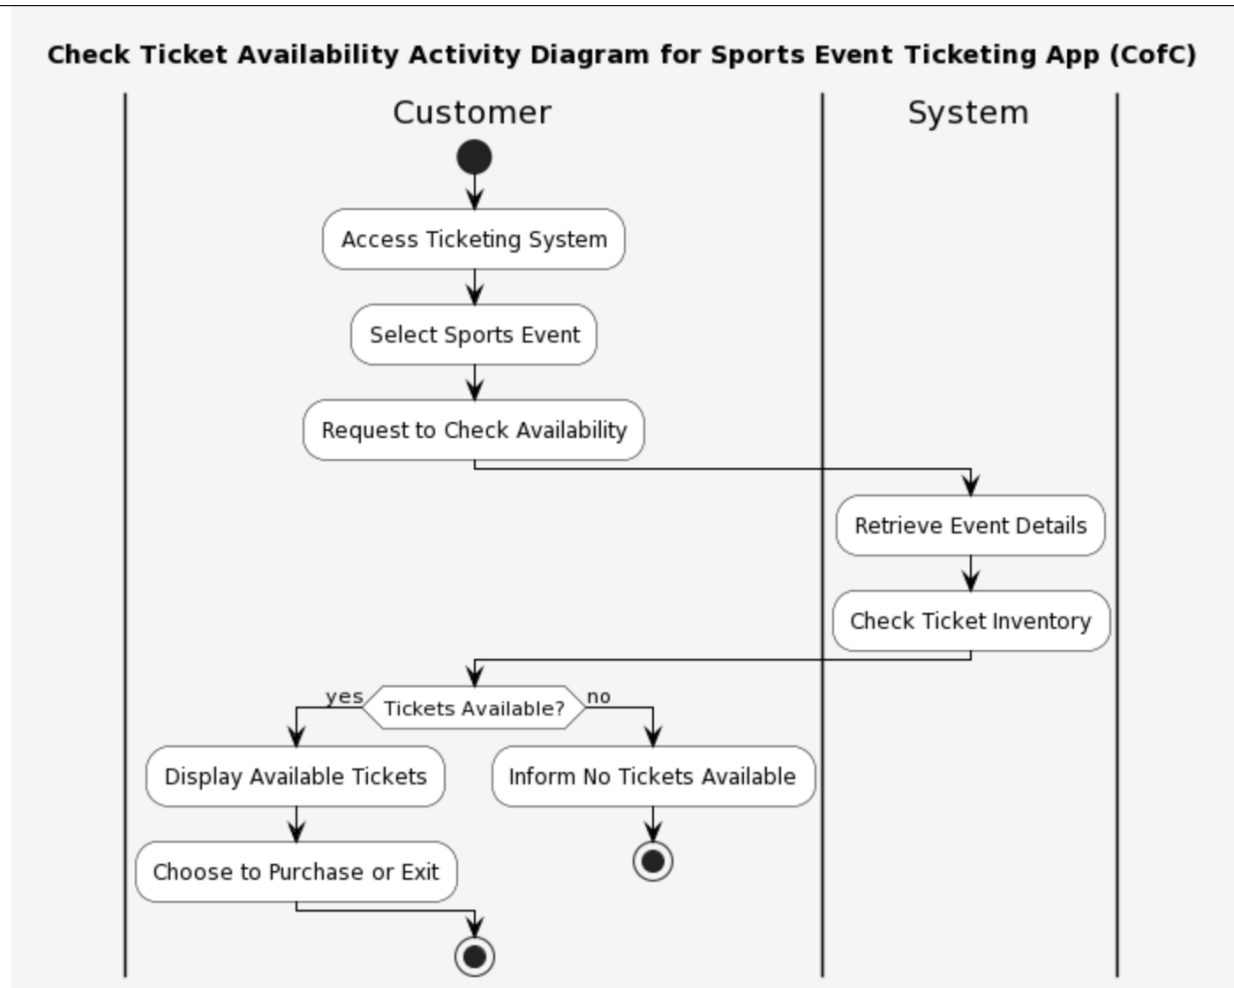 Check Ticket Availability Activity Diagram for Sports Event Ticketing App (CofC)
Customer
System
Access Ticketing System
Select Sports Event
Request to Check Availability
Retrieve Event Details
Check Ticket Inventory
yes
Tickets Available?
no
Display Available Tickets
Inform No Tickets Available
Choose to Purchase or Exit